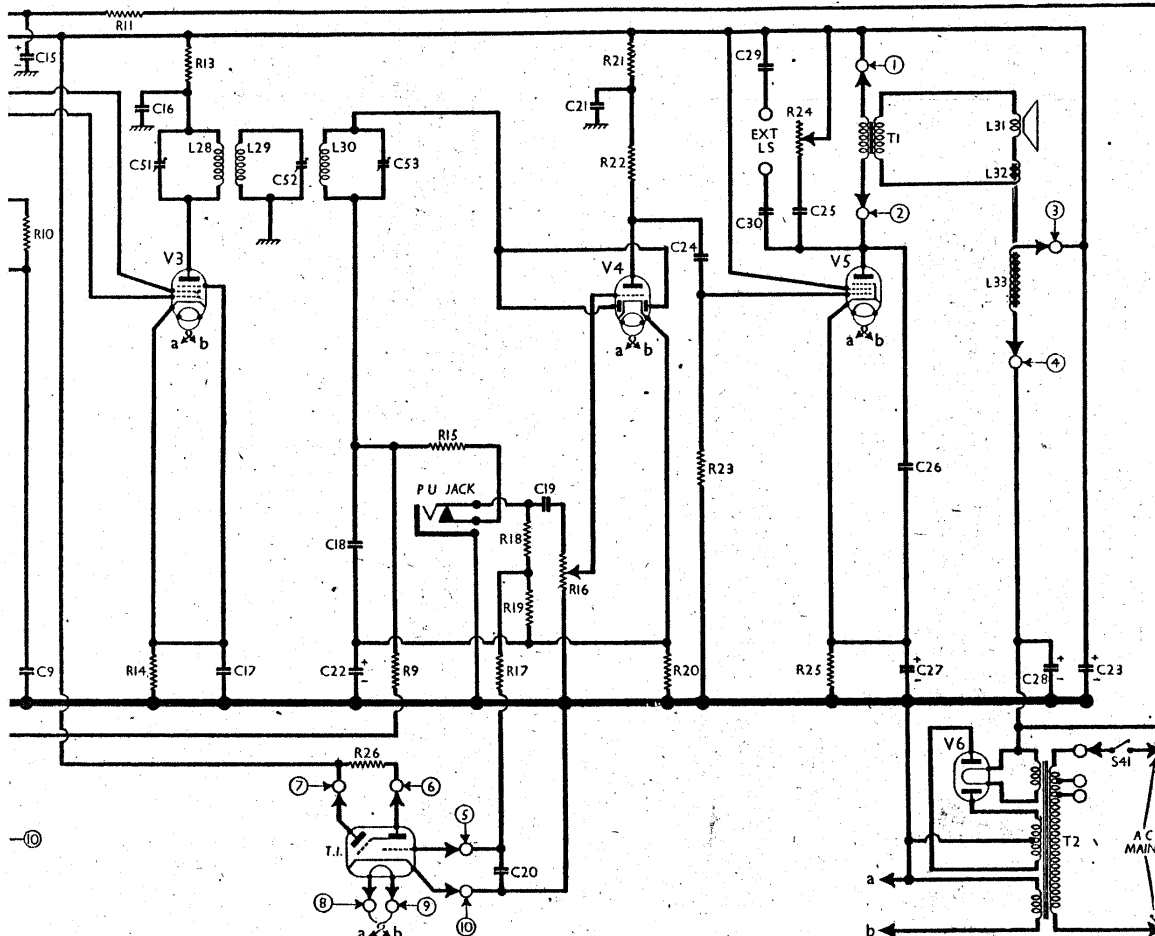 R11
C15
R13
C16
C51
L28
L29
C52
L30
C53
R10
V3
a b
R21
C21
R22
C24
V4
a b
C29
EXT
LS
C30
R24
C25
①
T1
②
V5
a b
L31
L32
③
L33
④
R15
P U JACK
C19
R18
R16
R19
C18
R23
C26
C9
R14
C17
C22
R9
R17
R20
R25
C27
C28
C23
R26
⑦
⑥
⑤
T.I.
C20
⑧
⑨
⑩
a b
⑩
V6
S41
T2
A C
MAIN
a
b